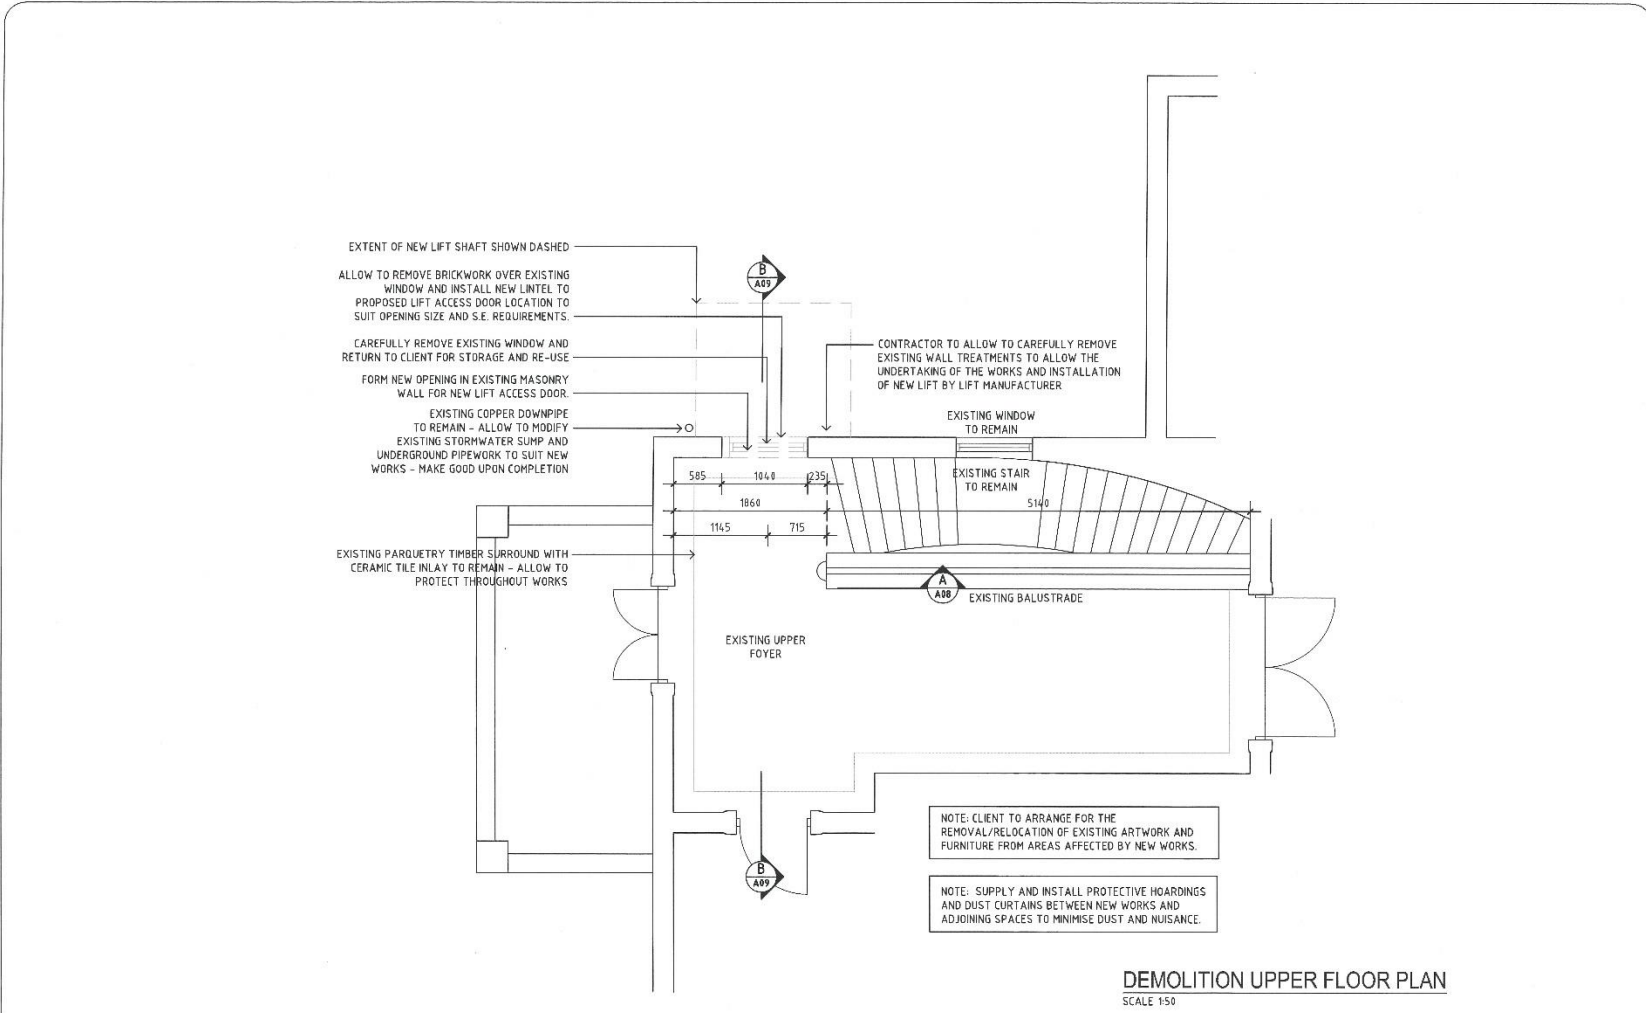 EXTENT OF NEW LIFT SHAFT SHOWN DASHED
ALLOW TO REMOVE BRICKWORK OVER EXISTING
WINDOW AND INSTALL NEW LINTEL TO
PROPOSED LIFT ACCESS DOOR LOCATION TO
SUIT OPENING SIZE AND S.E. REQUIREMENTS.
CAREFULLY REMOVE EXISTING WINDOW AND
RETURN TO CLIENT FOR STORAGE AND RE-USE
FORM NEW OPENING IN EXISTING MASONRY
WALL FOR NEW LIFT ACCESS DOOR.
EXISTING COPPER DOWNPIPE
TO REMAIN - ALLOW TO MODIFY
EXISTING STORMWATER SUMP AND
UNDERGROUND PIPEWORK TO SUIT NEW
WORKS - MAKE GOOD UPON COMPLETION
EXISTING PARQUETRY TIMBER SURROUND WITH
CERAMIC TILE INLAY TO REMAIN - ALLOW TO
PROTECT THROUGHOUT WORKS
B
A09
CONTRACTOR TO ALLOW TO CAREFULLY REMOVE
EXISTING WALL TREATMENTS TO ALLOW THE
UNDERTAKING OF THE WORKS AND INSTALLATION
OF NEW LIFT BY LIFT MANUFACTURER
EXISTING WINDOW
TO REMAIN
EXISTING STAIR
TO REMAIN
585 1040 235
1860 5140
1145 715
A
A08
EXISTING BALUSTRADE
EXISTING UPPER
FOYER
B
A09
NOTE: CLIENT TO ARRANGE FOR THE
REMOVAL/RELOCATION OF EXISTING ARTWORK AND
FURNITURE FROM AREAS AFFECTED BY NEW WORKS.
NOTE: SUPPLY AND INSTALL PROTECTIVE HOARDINGS
AND DUST CURTAINS BETWEEN NEW WORKS AND
ADJOINING SPACES TO MINIMISE DUST AND NUISANCE.
DEMOLITION UPPER FLOOR PLAN
SCALE 1:50